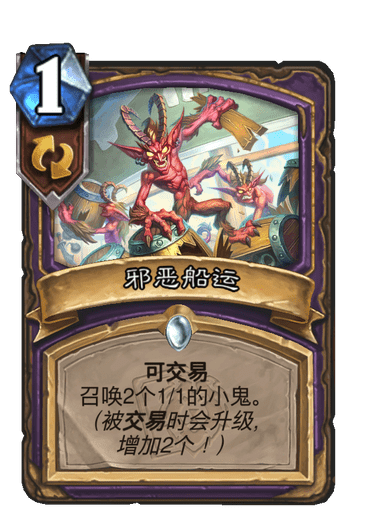 1
邪恶船运
可交易
召唤2个1/1的小鬼。
(被交易时会升级,
增加2个！)